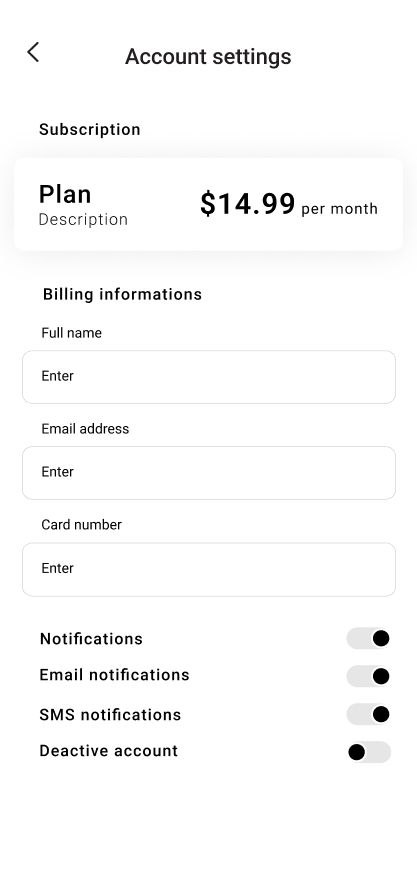 Account settings
Subscription
Plan
Description
$14.99 per month
Billing informations
Full name
Enter
Email address
Enter
Card number
Enter
Notifications
Email notifications
SMS notifications
Deactive account